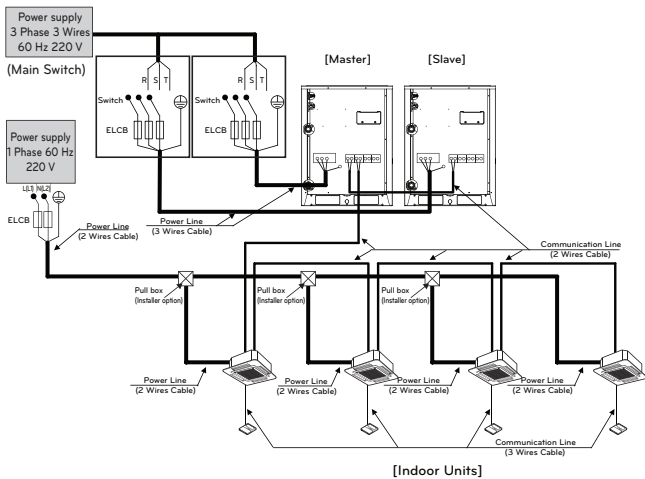 Power supply
3 Phase 3 Wires
60 Hz 220 V
(Main Switch)
[Master]
[Slave]
R S T
R S T
Switch
Switch
ELCB
ELCB
Power supply
1 Phase 60 Hz
220 V
L(L1) N(L2)
ELCB
Power Line
(2 Wires Cable)
Power Line
(3 Wires Cable)
Communication Line
(2 Wires Cable)
Pull box
(Installer option)
Pull box
(Installer option)
Pull box
(Installer option)
Power Line
(2 Wires Cable)
Power Line
(2 Wires Cable)
Power Line
(2 Wires Cable)
Power Line
(2 Wires Cable)
Communication Line
(3 Wires Cable)
[Indoor Units]